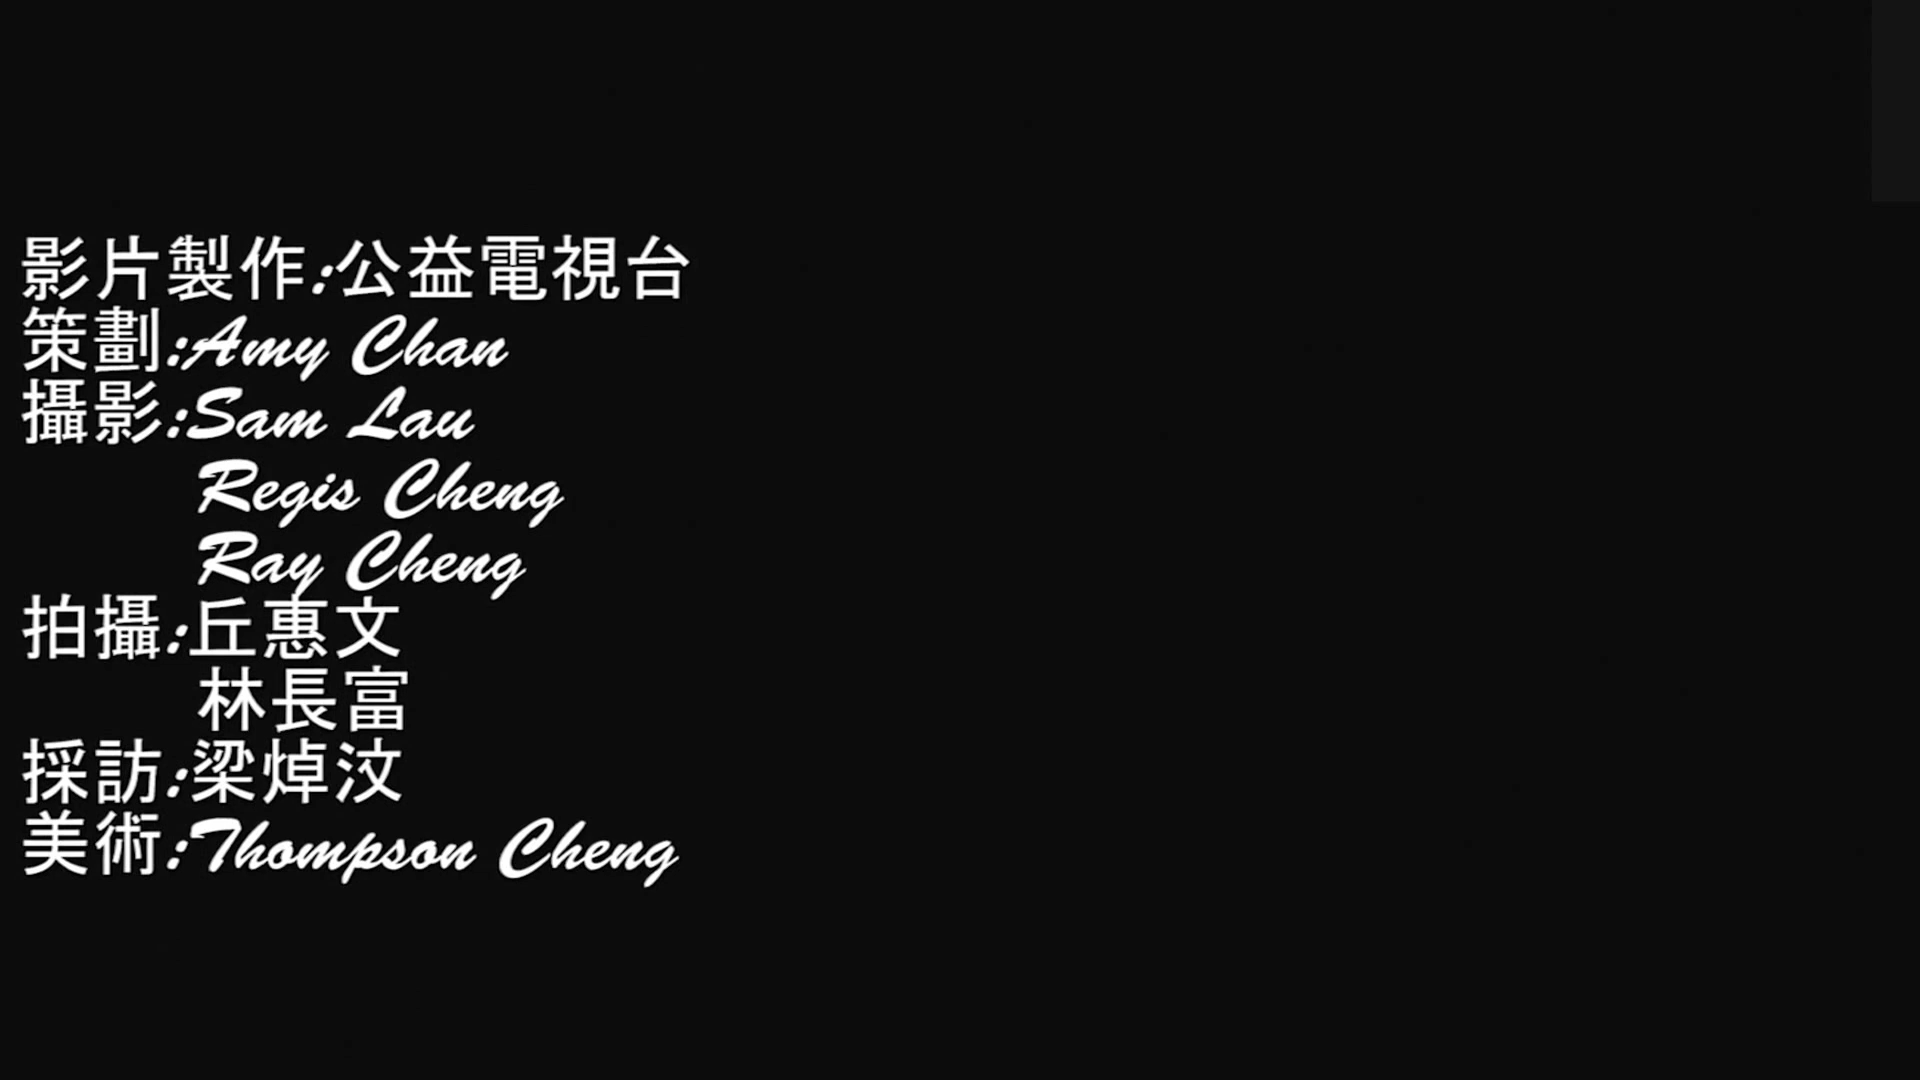 影片製作:公益電視台
策劃:Amy Chan
攝影:Sam Lau
Regis Cheng
Ray Cheng
拍攝:丘惠文
林長富
採訪:梁焯汶
美術:Thompson Cheng